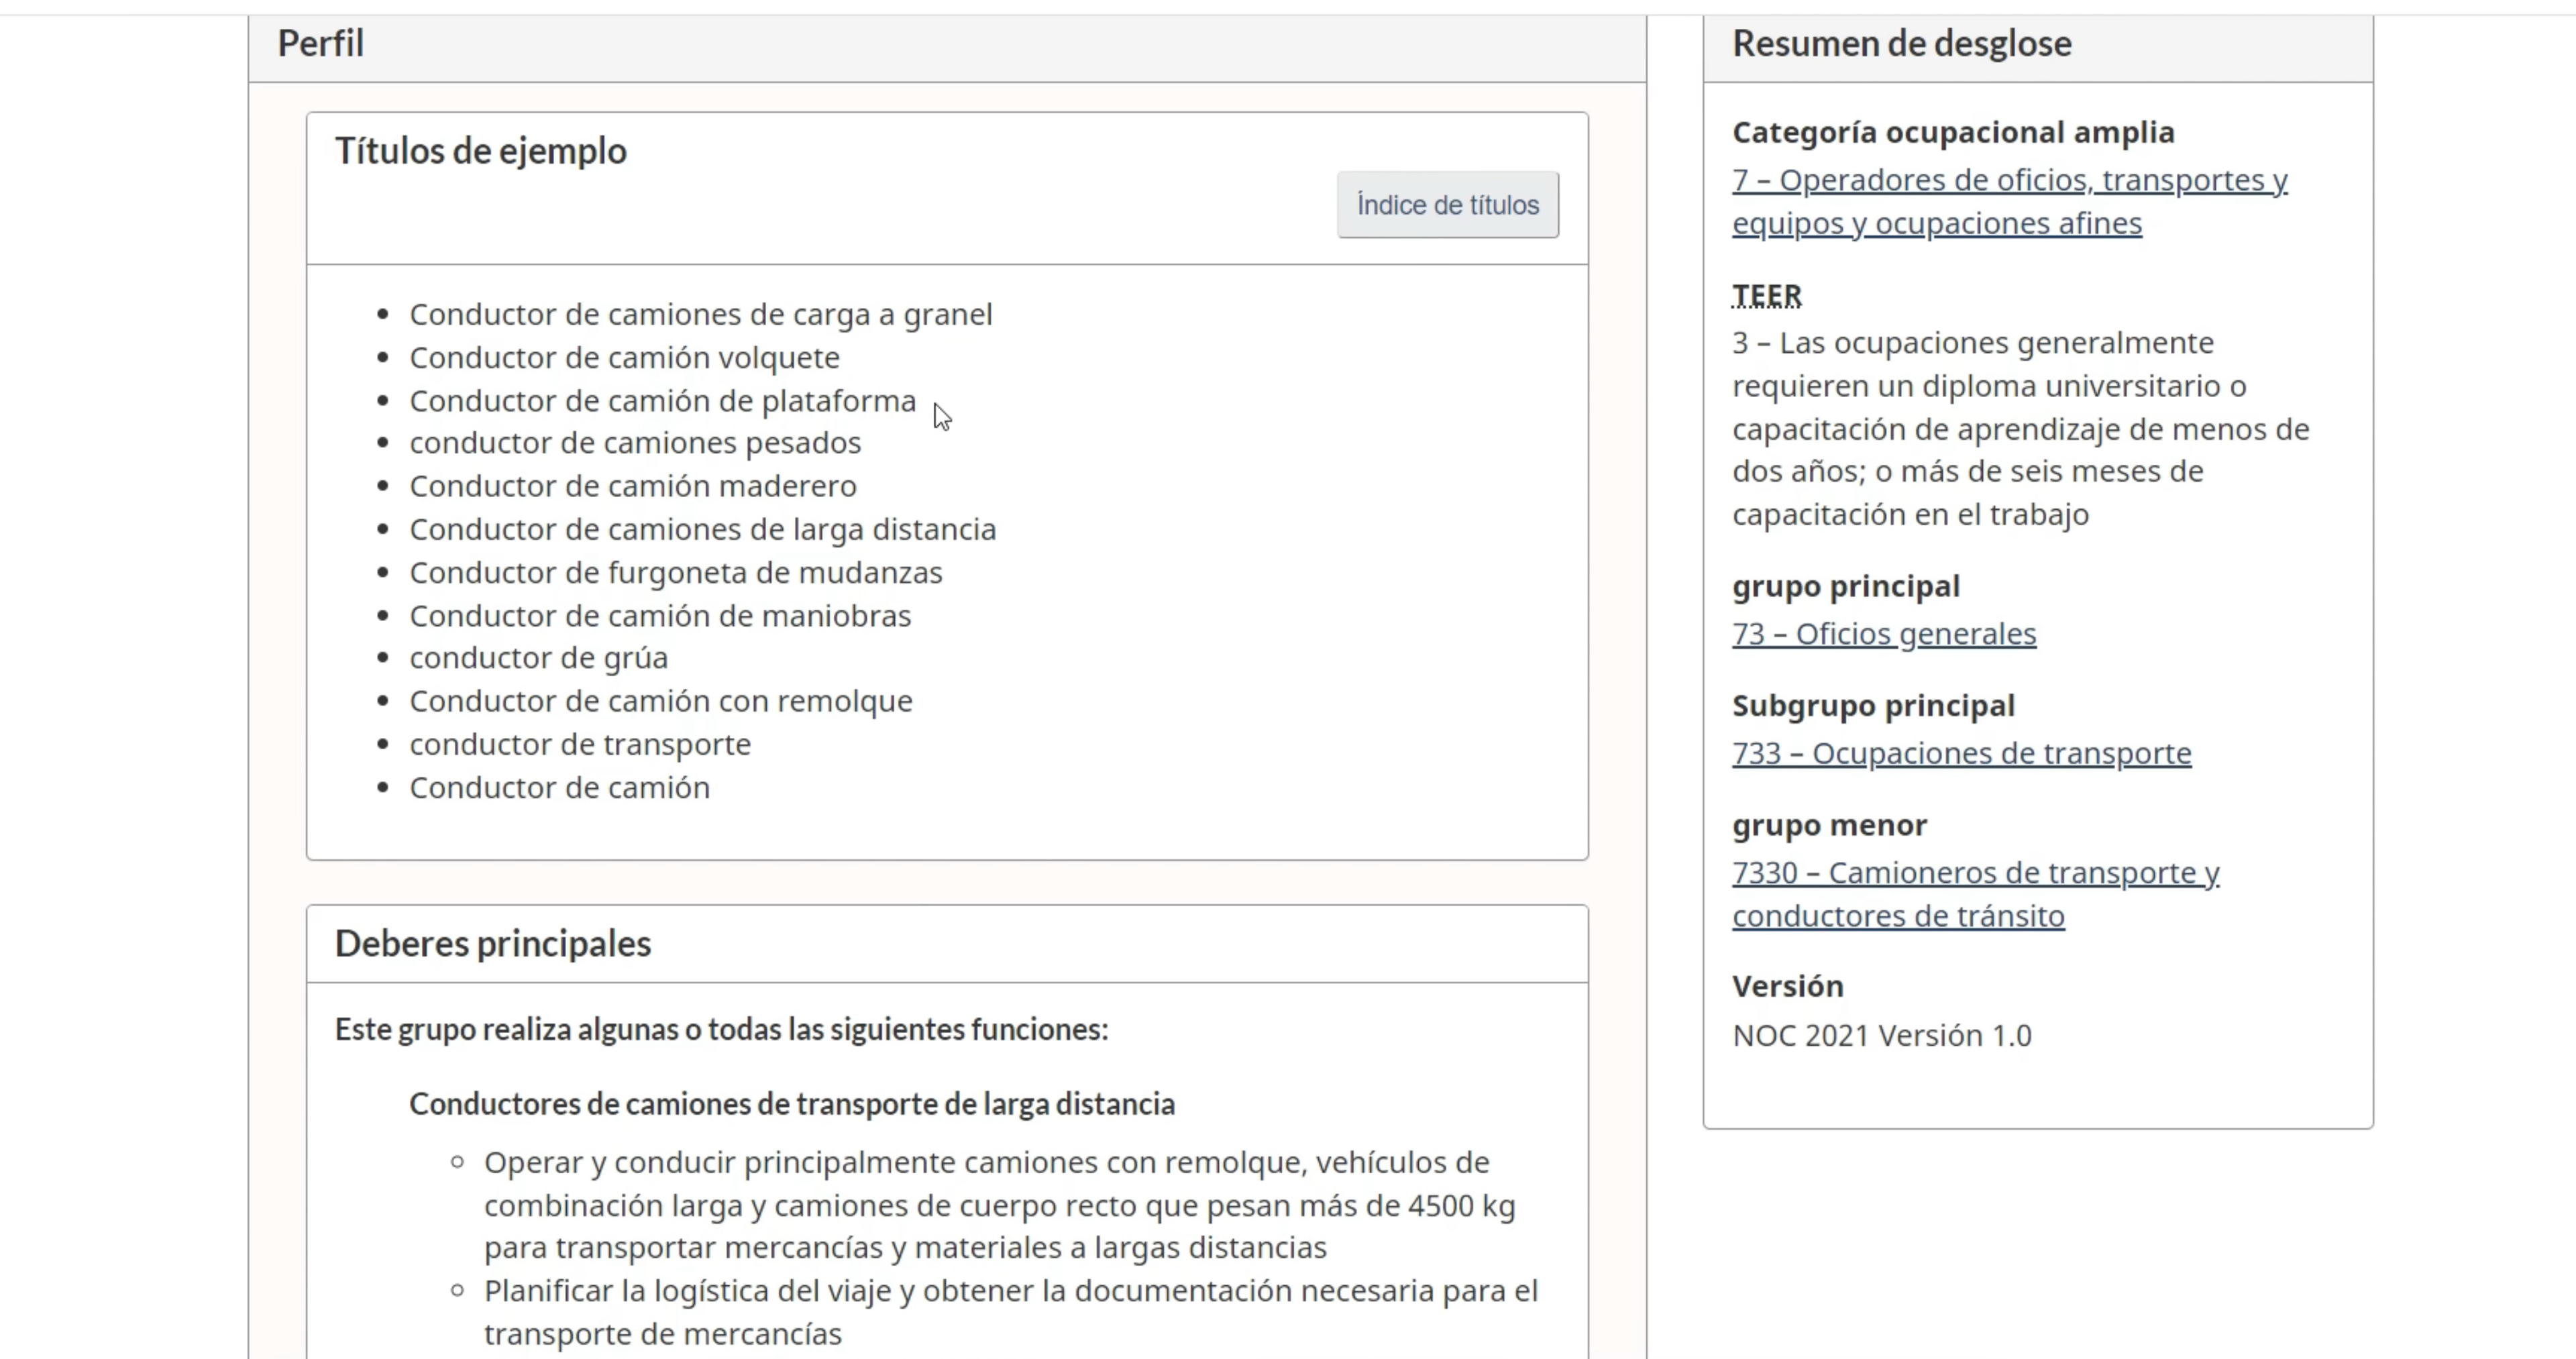 Perfil
Títulos de ejemplo
Índice de títulos
Conductor de camiones de carga a granel
Conductor de camión volquete
Conductor de camión de plataforma
conductor de camiones pesados
Conductor de camión maderero
Conductor de camiones de larga distancia
Conductor de furgoneta de mudanzas
Conductor de camión de maniobras
conductor de grúa
Conductor de camión con remolque
conductor de transporte
Conductor de camión
Deberes principales
Este grupo realiza algunas o todas las siguientes funciones:
Conductores de camiones de transporte de larga distancia
Operar y conducir principalmente camiones con remolque, vehículos de
combinación larga y camiones de cuerpo recto que pesan más de 4500 kg
para transportar mercancías y materiales a largas distancias
Planificar la logística del viaje y obtener la documentación necesaria para el
transporte de mercancías
Resumen de desglose
Categoría ocupacional amplia
7 – Operadores de oficios, transportes y
equipos y ocupaciones afines
TEER
3 – Las ocupaciones generalmente
requieren un diploma universitario o
capacitación de aprendizaje de menos de
dos años; o más de seis meses de
capacitación en el trabajo
grupo principal
73 – Oficios generales
Subgrupo principal
733 – Ocupaciones de transporte
grupo menor
7330 – Camioneros de transporte y
conductores de tránsito
Versión
NOC 2021 Versión 1.0